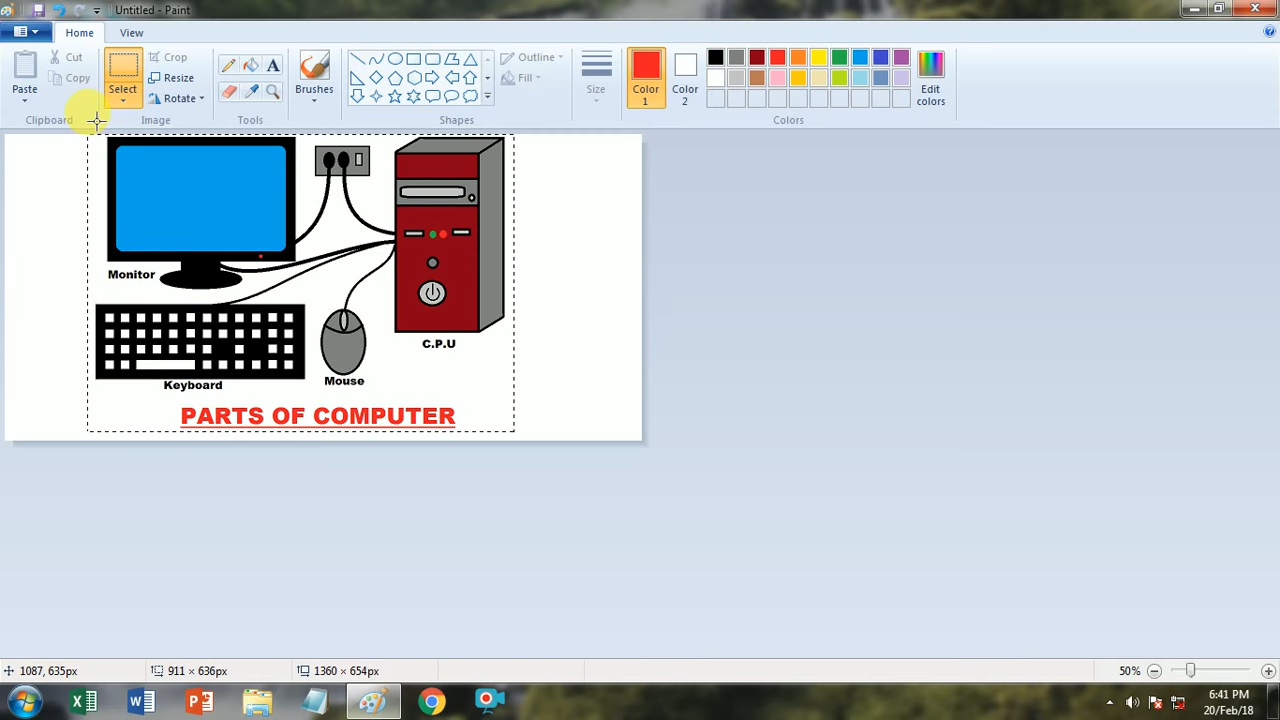 Untitled - Paint
Home
View
Paste
Cut
Copy
Clipboard
Select
Crop
Resize
Rotate
Image
A
Tools
Brushes
Outline
Fill
Shapes
Size
Color 1
Color 2
Edit colors
Colors
Monitor
Keyboard
Mouse
C.P.U
PARTS OF COMPUTER
1087, 635px
911 × 636px
1360 × 654px
50%
6:41 PM
20/Feb/18